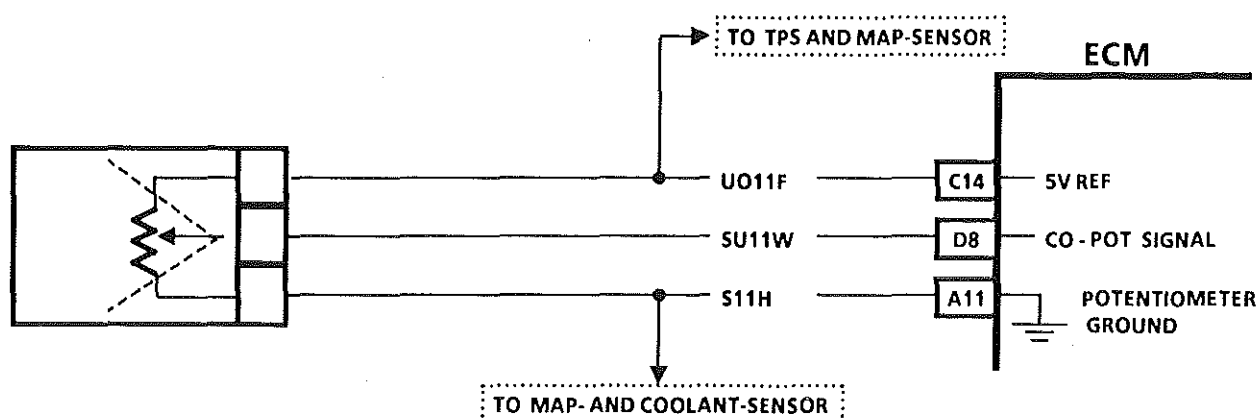 TO TPS AND MAP-SENSOR
ECM
UO11F C14 5V REF
SU11W D8 CO-POT SIGNAL
S11H A11 POTENTIOMETER
GROUND
TO MAP- AND COOLANT-SENSOR